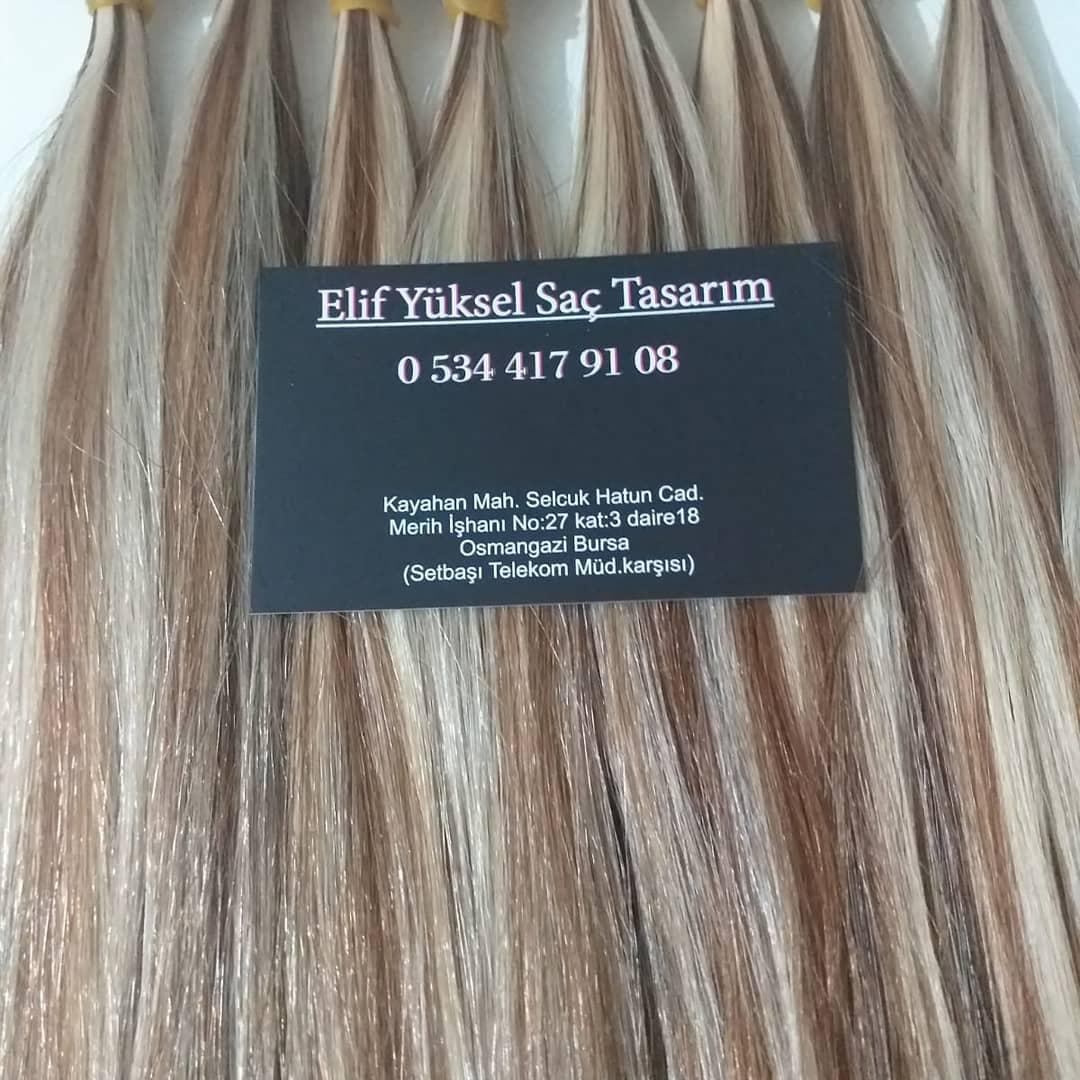 Elif Yüksel Saç Tasarım
0 534 417 91 08
Kayahan Mah. Selcuk Hatun Cad.
Merih İşhanı No:27 kat:3 daire18
Osmangazi Bursa
(Setbaşı Telekom Müd.karşısı)